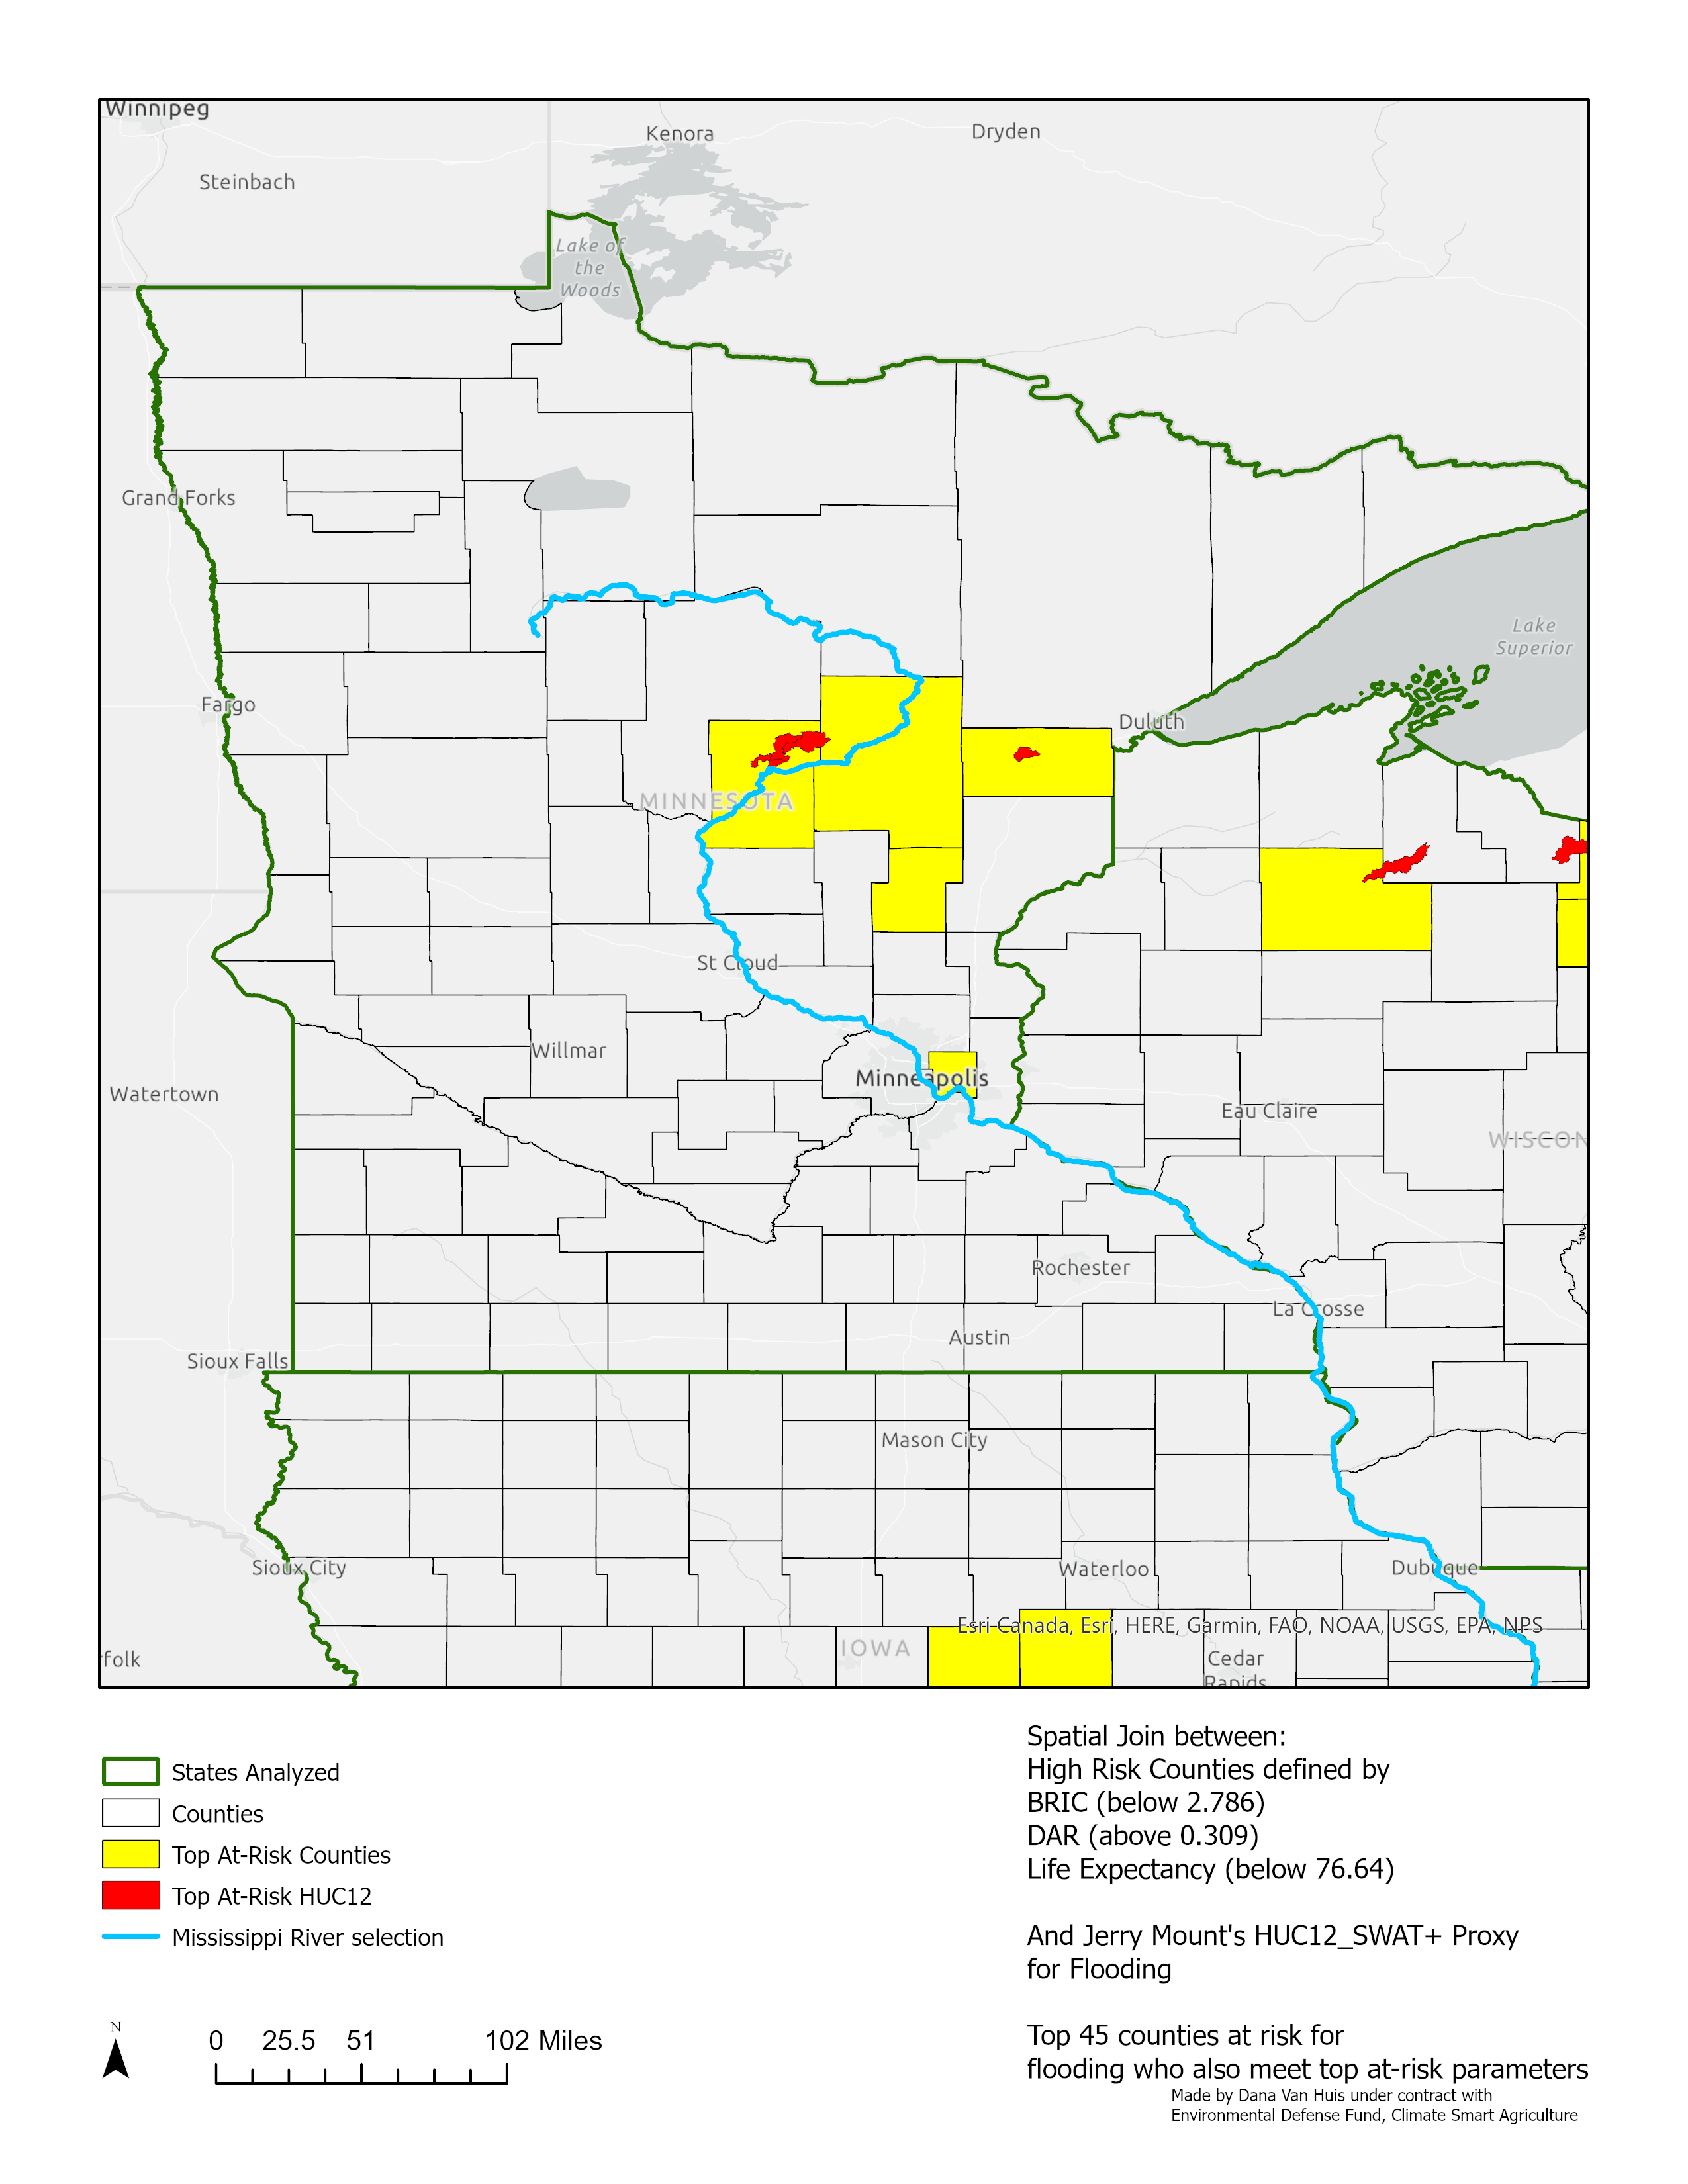 Winnipeg
Kenora
Dryden
Steinbach
Lake of
the
Woods
Grand Forks
Lake
Superior
Fargo
Duluth
MINNESOTA
St Cloud
Willmar
Minneapolis
Watertown
Eau Claire
WISCON
Rochester
La Crosse
Austin
Sioux Falls
Mason City
Sioux City
Waterloo
Dubuque
Esri Canada, Esri, HERE, Garmin, FAO, NOAA, USGS, EPA, NPS
IOWA
rfolk
Cedar
Rapids
States Analyzed
Counties
Top At-Risk Counties
Top At-Risk HUC12
Mississippi River selection
N
0 25.5 51 102 Miles
Spatial Join between:
High Risk Counties defined by
BRIC (below 2.786)
DAR (above 0.309)
Life Expectancy (below 76.64)
And Jerry Mount's HUC12_SWAT+ Proxy
for Flooding
Top 45 counties at risk for
flooding who also meet top at-risk parameters
Made by Dana Van Huis under contract with
Environmental Defense Fund, Climate Smart Agriculture